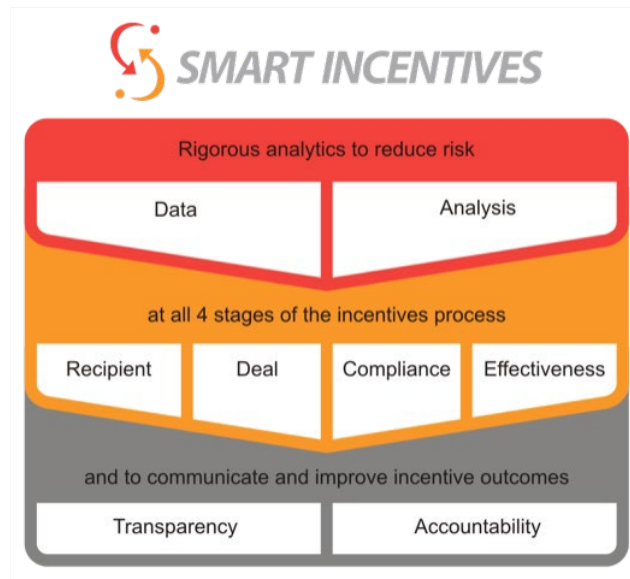 SMART INCENTIVES
Rigorous analytics to reduce risk
Data
Analysis
at all 4 stages of the incentives process
Recipient
Deal
Compliance
Effectiveness
and to communicate and improve incentive outcomes
Transparency
Accountability